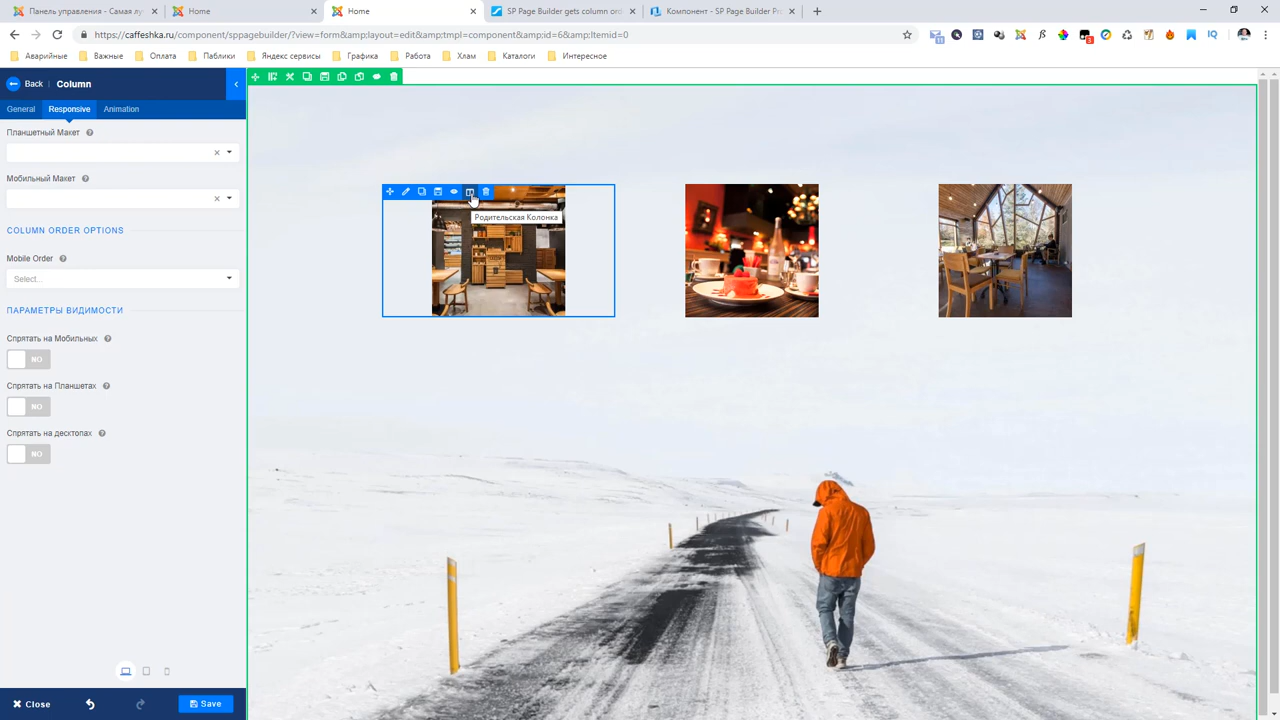 Панель управления - Самая лу
Home
Home
SP Page Builder gets column ord
Компонент - SP Page Builder Pr
https://caffeshka.ru/component/sppagebuilder/?view=form&amp;layout=edit&amp;tmpl=component&amp;id=6&amp;Itemid=0
11
3
β
IQ
Аварийные
Важные
Оплата
Паблики
Яндекс сервисы
Графика
Работа
Хлам
Каталоги
Интересное
Back
Column
General
Responsive
Animation
Планшетный Макет
Мобильный Макет
Родительская Колонка
COLUMN ORDER OPTIONS
Mobile Order
Select...
ПАРАМЕТРЫ ВИДИМОСТИ
Спрятать на Мобильных
NO
Спрятать на Планшетах
NO
Спрятать на десктопах
NO
Close
Save